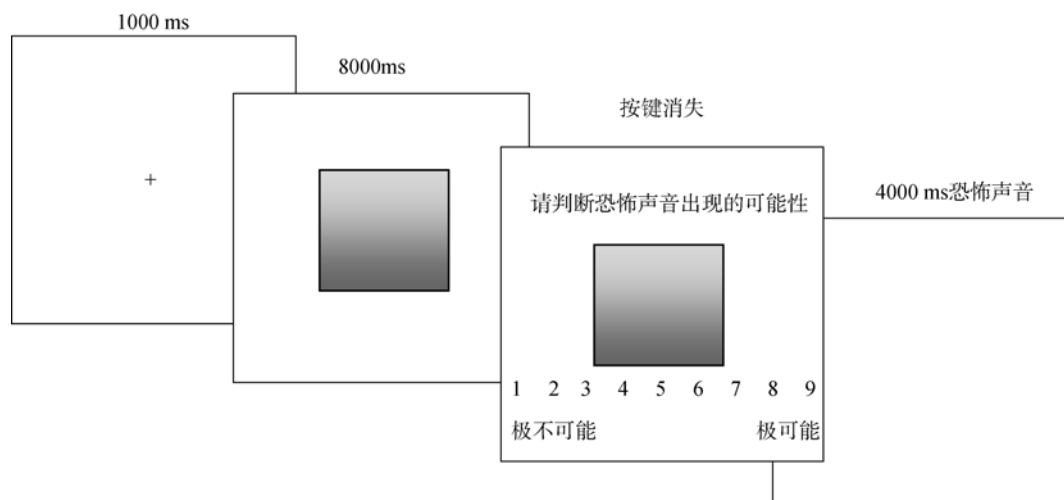 1000 ms
8000ms
按键消失
4000 ms恐怖声音
+
请判断恐怖声音出现的可能性
1 2 3 4 5 6 7 8 9
极不可能 极可能